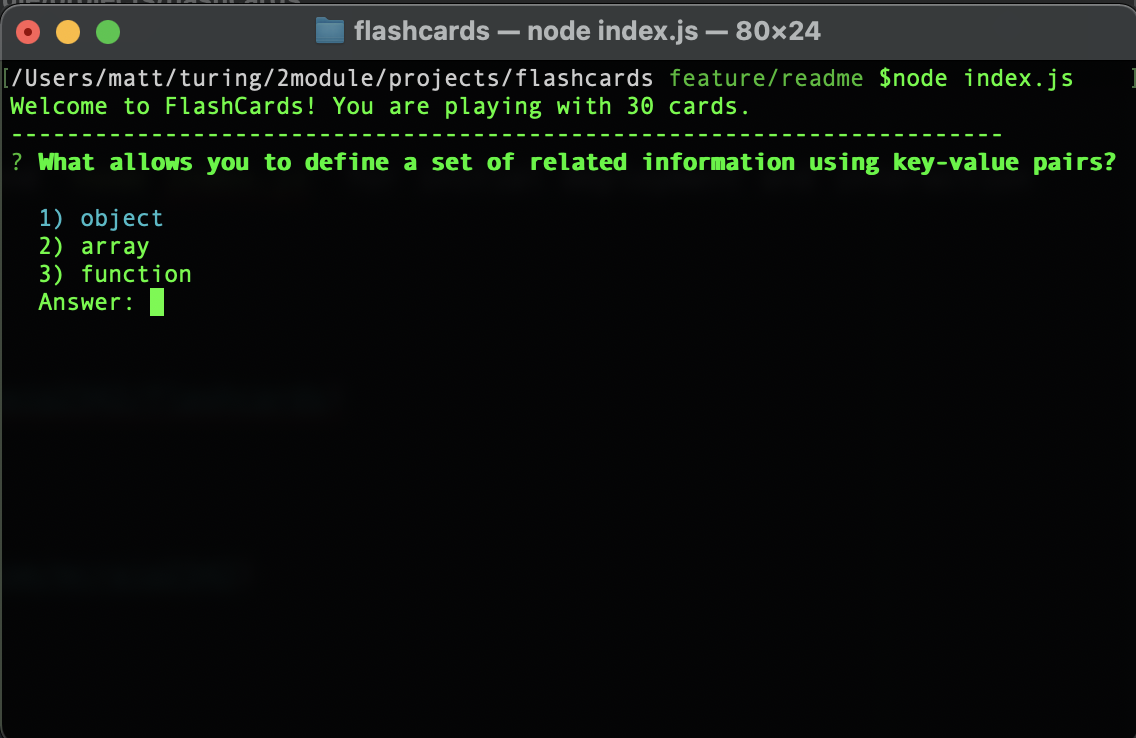 flashcards — node index.js — 80×24
[/Users/matt/turing/2module/projects/flashcards feature/readme $node index.js ]
Welcome to FlashCards! You are playing with 30 cards.
-----------------------------------------------------------------------
? What allows you to define a set of related information using key-value pairs?
1) object
2) array
3) function
Answer: